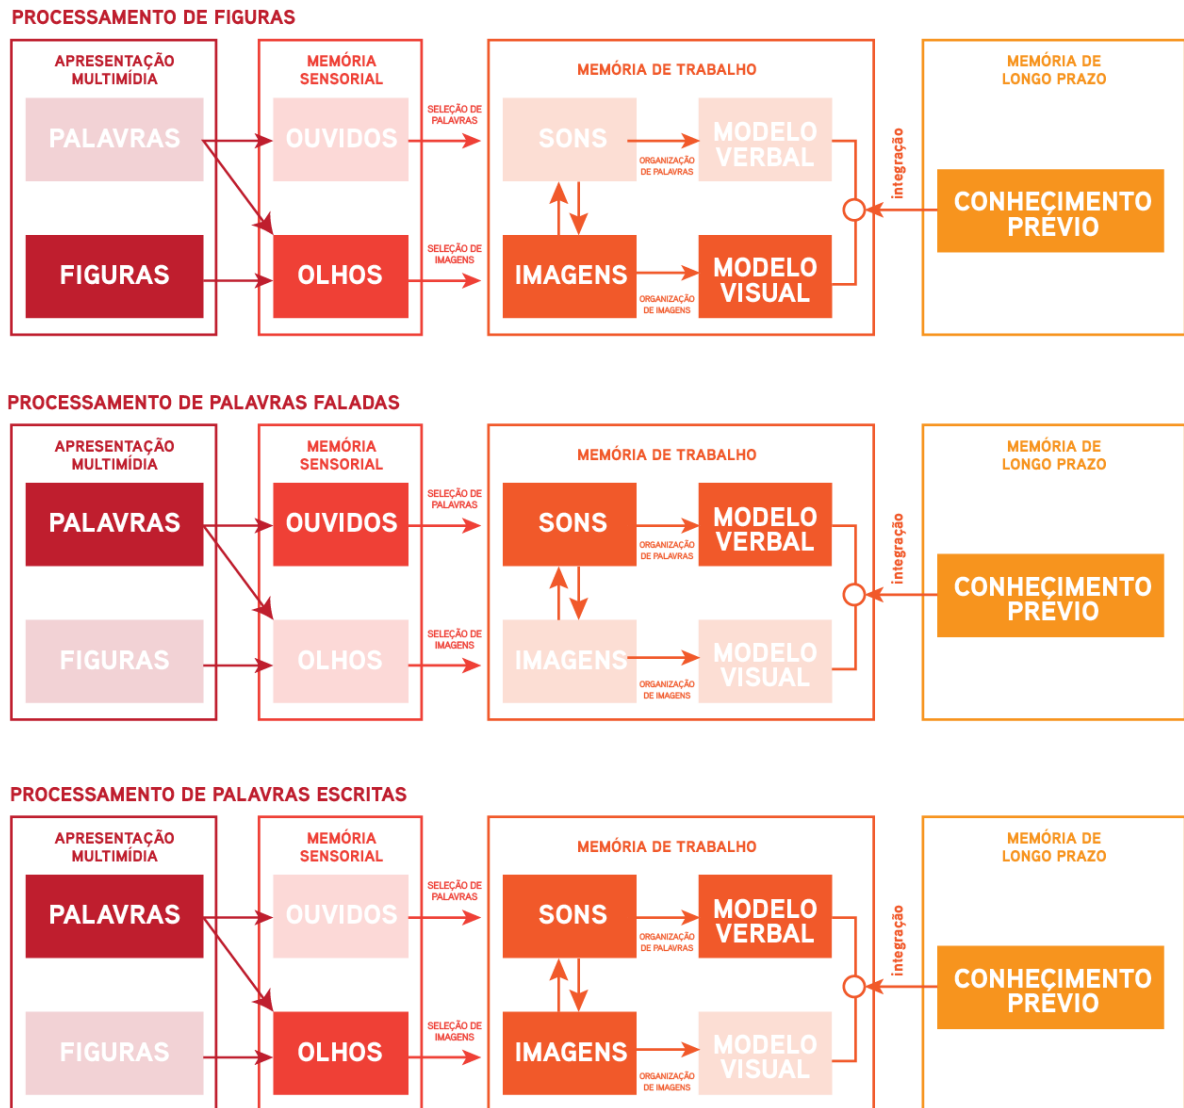 PROCESSAMENTO DE FIGURAS
APRESENTAÇÃO
MULTIMÍDIA
PALAVRAS
FIGURAS
MEMÓRIA
SENSORIAL
OUVIDOS
OLHOS
SELEÇÃO DE
PALAVRAS
SELEÇÃO DE
IMAGENS
MEMÓRIA DE TRABALHO
SONS
IMAGENS
ORGANIZAÇÃO
DE PALAVRAS
ORGANIZAÇÃO
DE IMAGENS
MODELO
VERBAL
MODELO
VISUAL
integração
MEMÓRIA DE
LONGO PRAZO
CONHEÇIMENTO
PRÉVIO
PROCESSAMENTO DE PALAVRAS FALADAS
APRESENTAÇÃO
MULTIMÍDIA
PALAVRAS
FIGURAS
MEMÓRIA
SENSORIAL
OUVIDOS
OLHOS
SELEÇÃO DE
PALAVRAS
SELEÇÃO DE
IMAGENS
MEMÓRIA DE TRABALHO
SONS
IMAGENS
ORGANIZAÇÃO
DE PALAVRAS
ORGANIZAÇÃO
DE IMAGENS
MODELO
VERBAL
MODELO
VISUAL
integração
MEMÓRIA DE
LONGO PRAZO
CONHEÇIMENTO
PRÉVIO
PROCESSAMENTO DE PALAVRAS ESCRITAS
APRESENTAÇÃO
MULTIMÍDIA
PALAVRAS
FIGURAS
MEMÓRIA
SENSORIAL
OUVIDOS
OLHOS
SELEÇÃO DE
PALAVRAS
SELEÇÃO DE
IMAGENS
MEMÓRIA DE TRABALHO
SONS
IMAGENS
ORGANIZAÇÃO
DE PALAVRAS
ORGANIZAÇÃO
DE IMAGENS
MODELO
VERBAL
MODELO
VISUAL
integração
MEMÓRIA DE
LONGO PRAZO
CONHEÇIMENTO
PRÉVIO